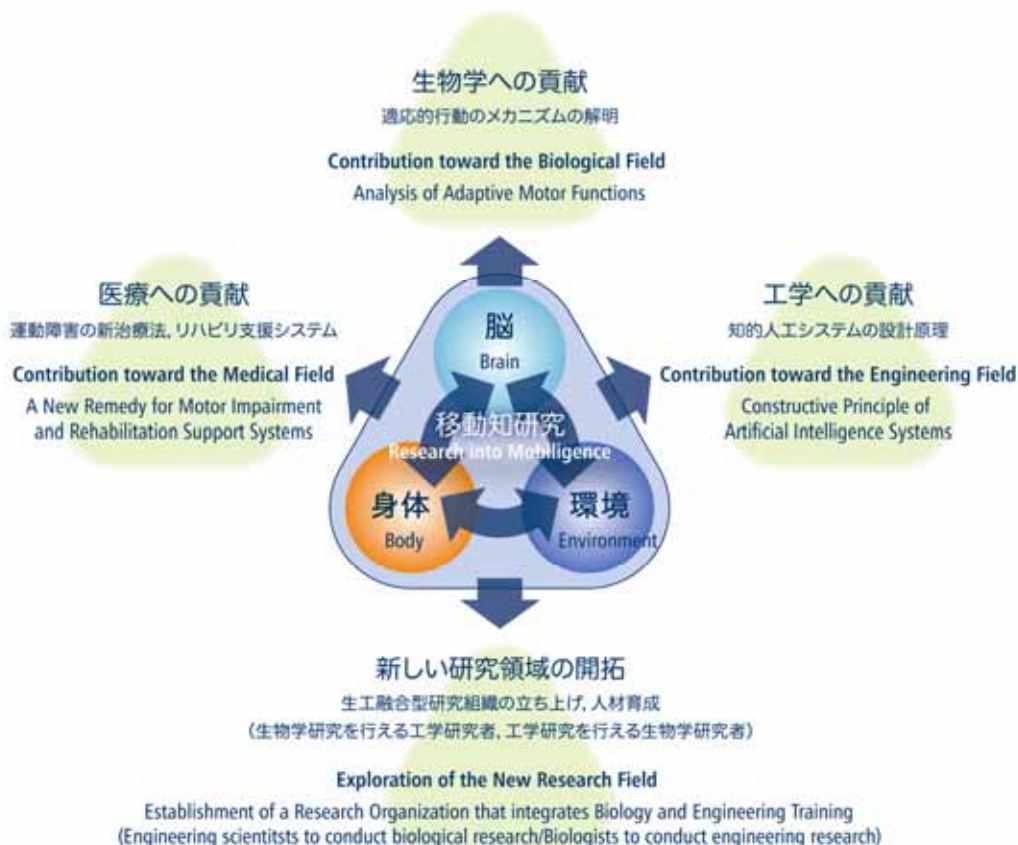 生物学への貢献
適応的行動のメカニズムの解明
Contribution toward the Biological Field
Analysis of Adaptive Motor Functions
医療への貢献
運動障害の新治療法, リハビリ支援システム
Contribution toward the Medical Field
A New Remedy for Motor Impairment
and Rehabilitation Support Systems
脳
Brain
移動知研究
Research into Mobiligence
身体
Body
環境
Environment
工学への貢献
知的人工システムの設計原理
Contribution toward the Engineering Field
Constructive Principle of
Artificial Intelligence Systems
新しい研究領域の開拓
生工融合型研究組織の立ち上げ, 人材育成
（生物学研究を行える工学研究者, 工学研究を行える生物学研究者）
Exploration of the New Research Field
Establishment of a Research Organization that integrates Biology and Engineering Training
(Engineering scientitsts to conduct biological research/Biologists to conduct engineering research)